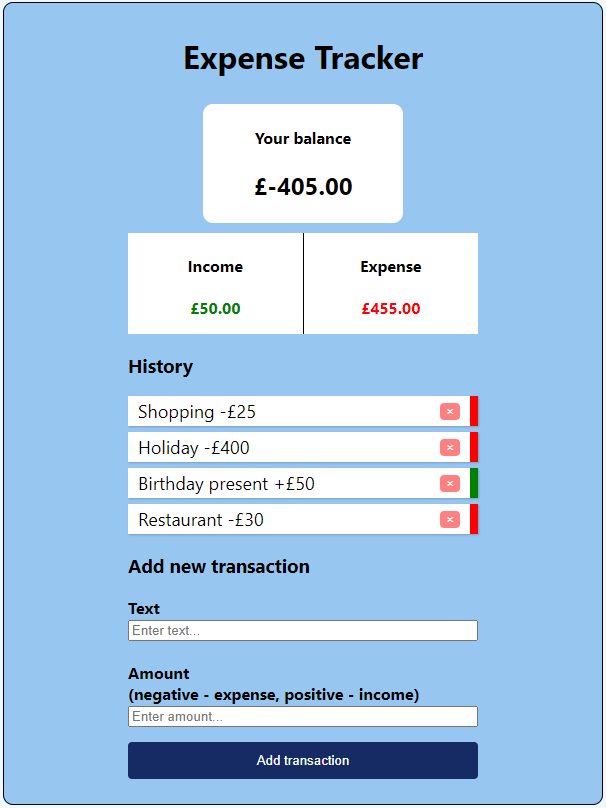 Expense Tracker
Your balance
£-405.00
Income
Expense
£50.00
£455.00
History
Shopping -£25
×
Holiday -£400
×
Birthday present +£50
×
Restaurant -£30
×
Add new transaction
Text
Enter text...
Amount
(negative - expense, positive - income)
Enter amount...
Add transaction